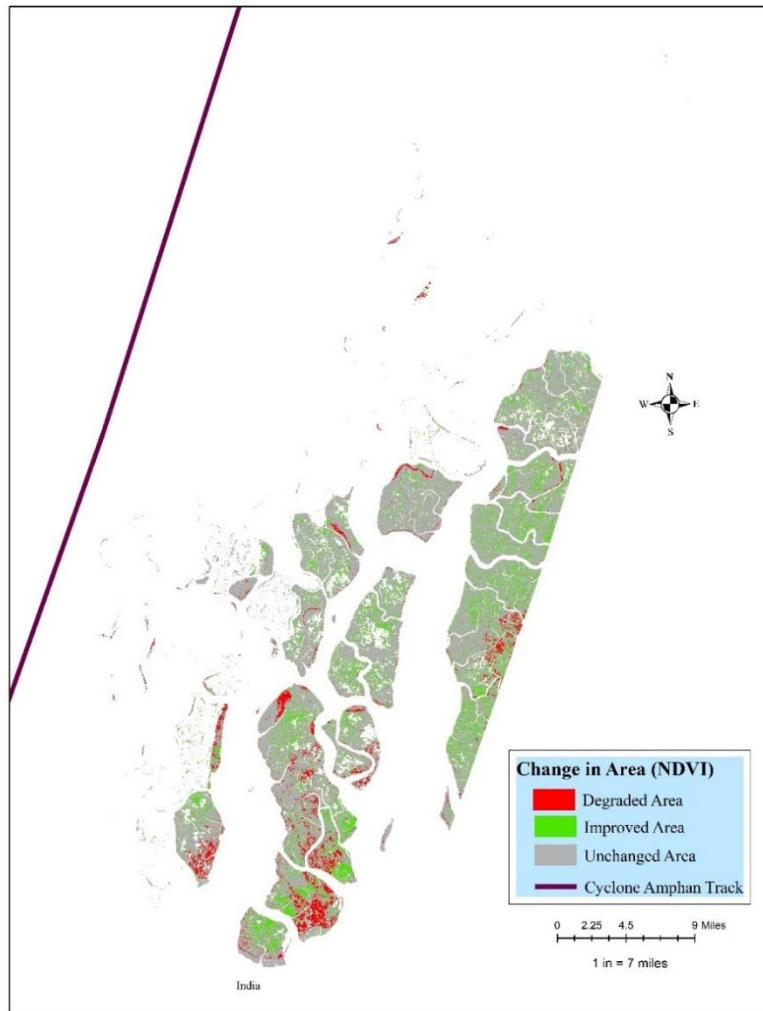 N
W E
S
Change in Area (NDVI)
Degraded Area
Improved Area
Unchanged Area
Cyclone Amphan Track
0 2.25 4.5 9 Miles
1 in = 7 miles
India